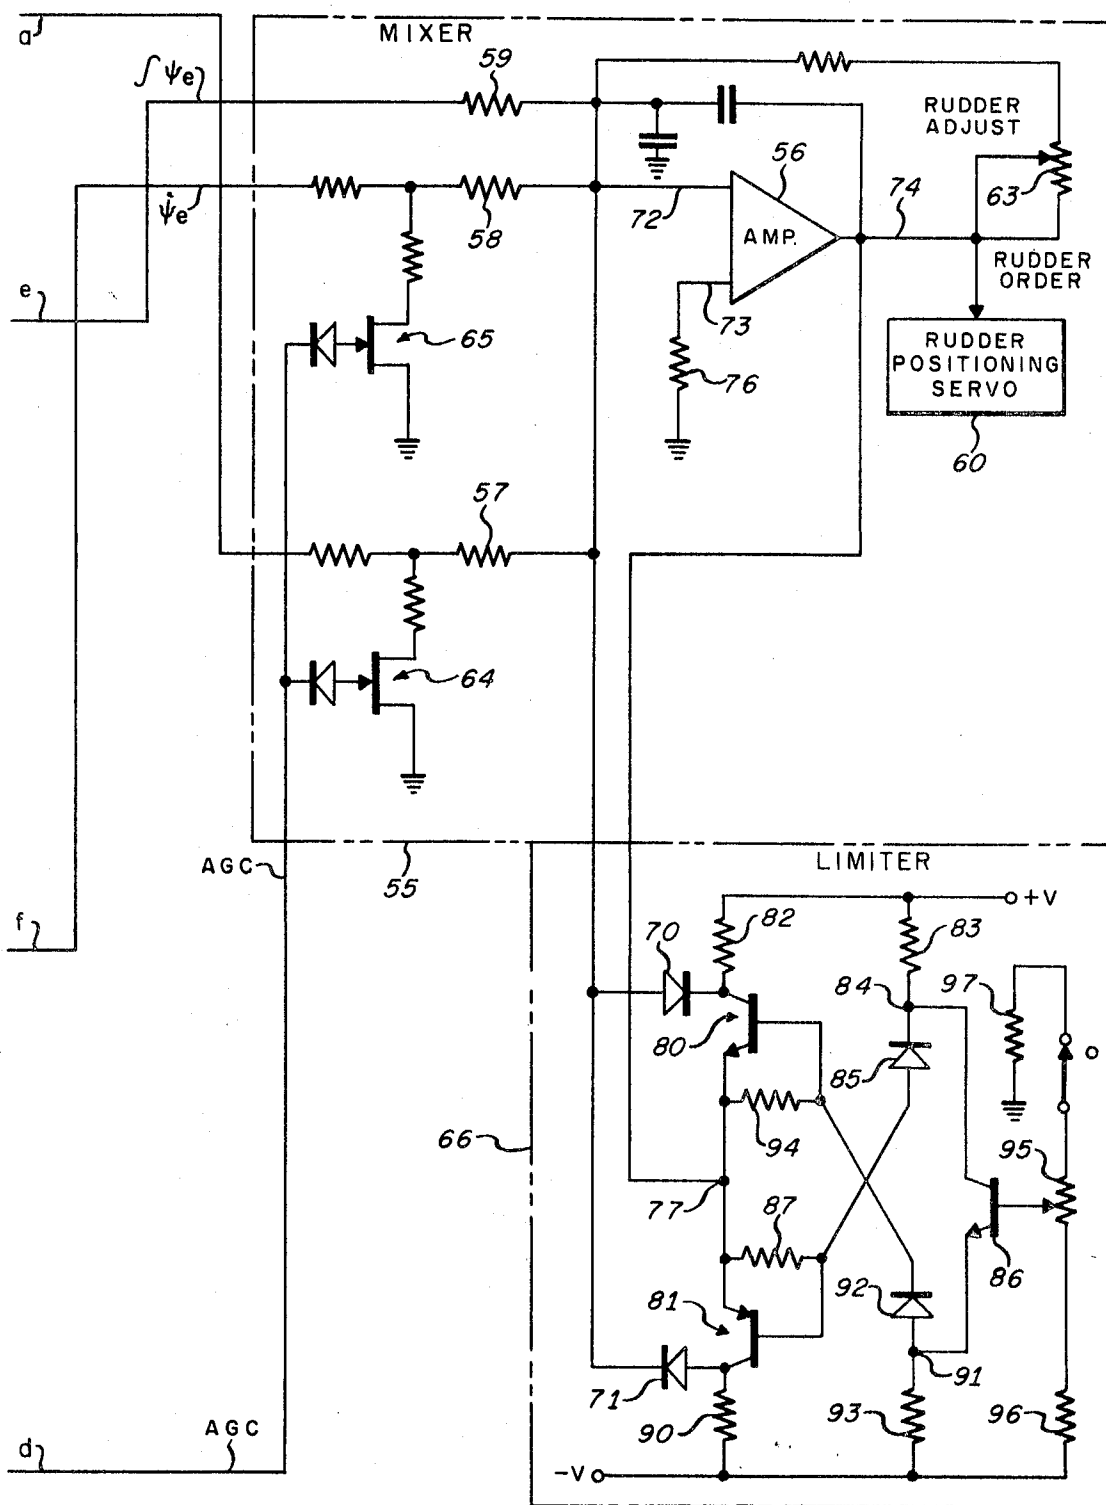 a
MIXER
∫ψe
59
RUDDER
ADJUST
56
ψ̇e
58
72
AMP.
74
63
RUDDER
ORDER
e
65
73
76
RUDDER
POSITIONING
SERVO
60
57
64
AGC
55
LIMITER
+V
f
70
82
83
84
97
80
85
o
66
94
95
77
87
86
81
92
91
71
90
93
96
AGC
d
-V